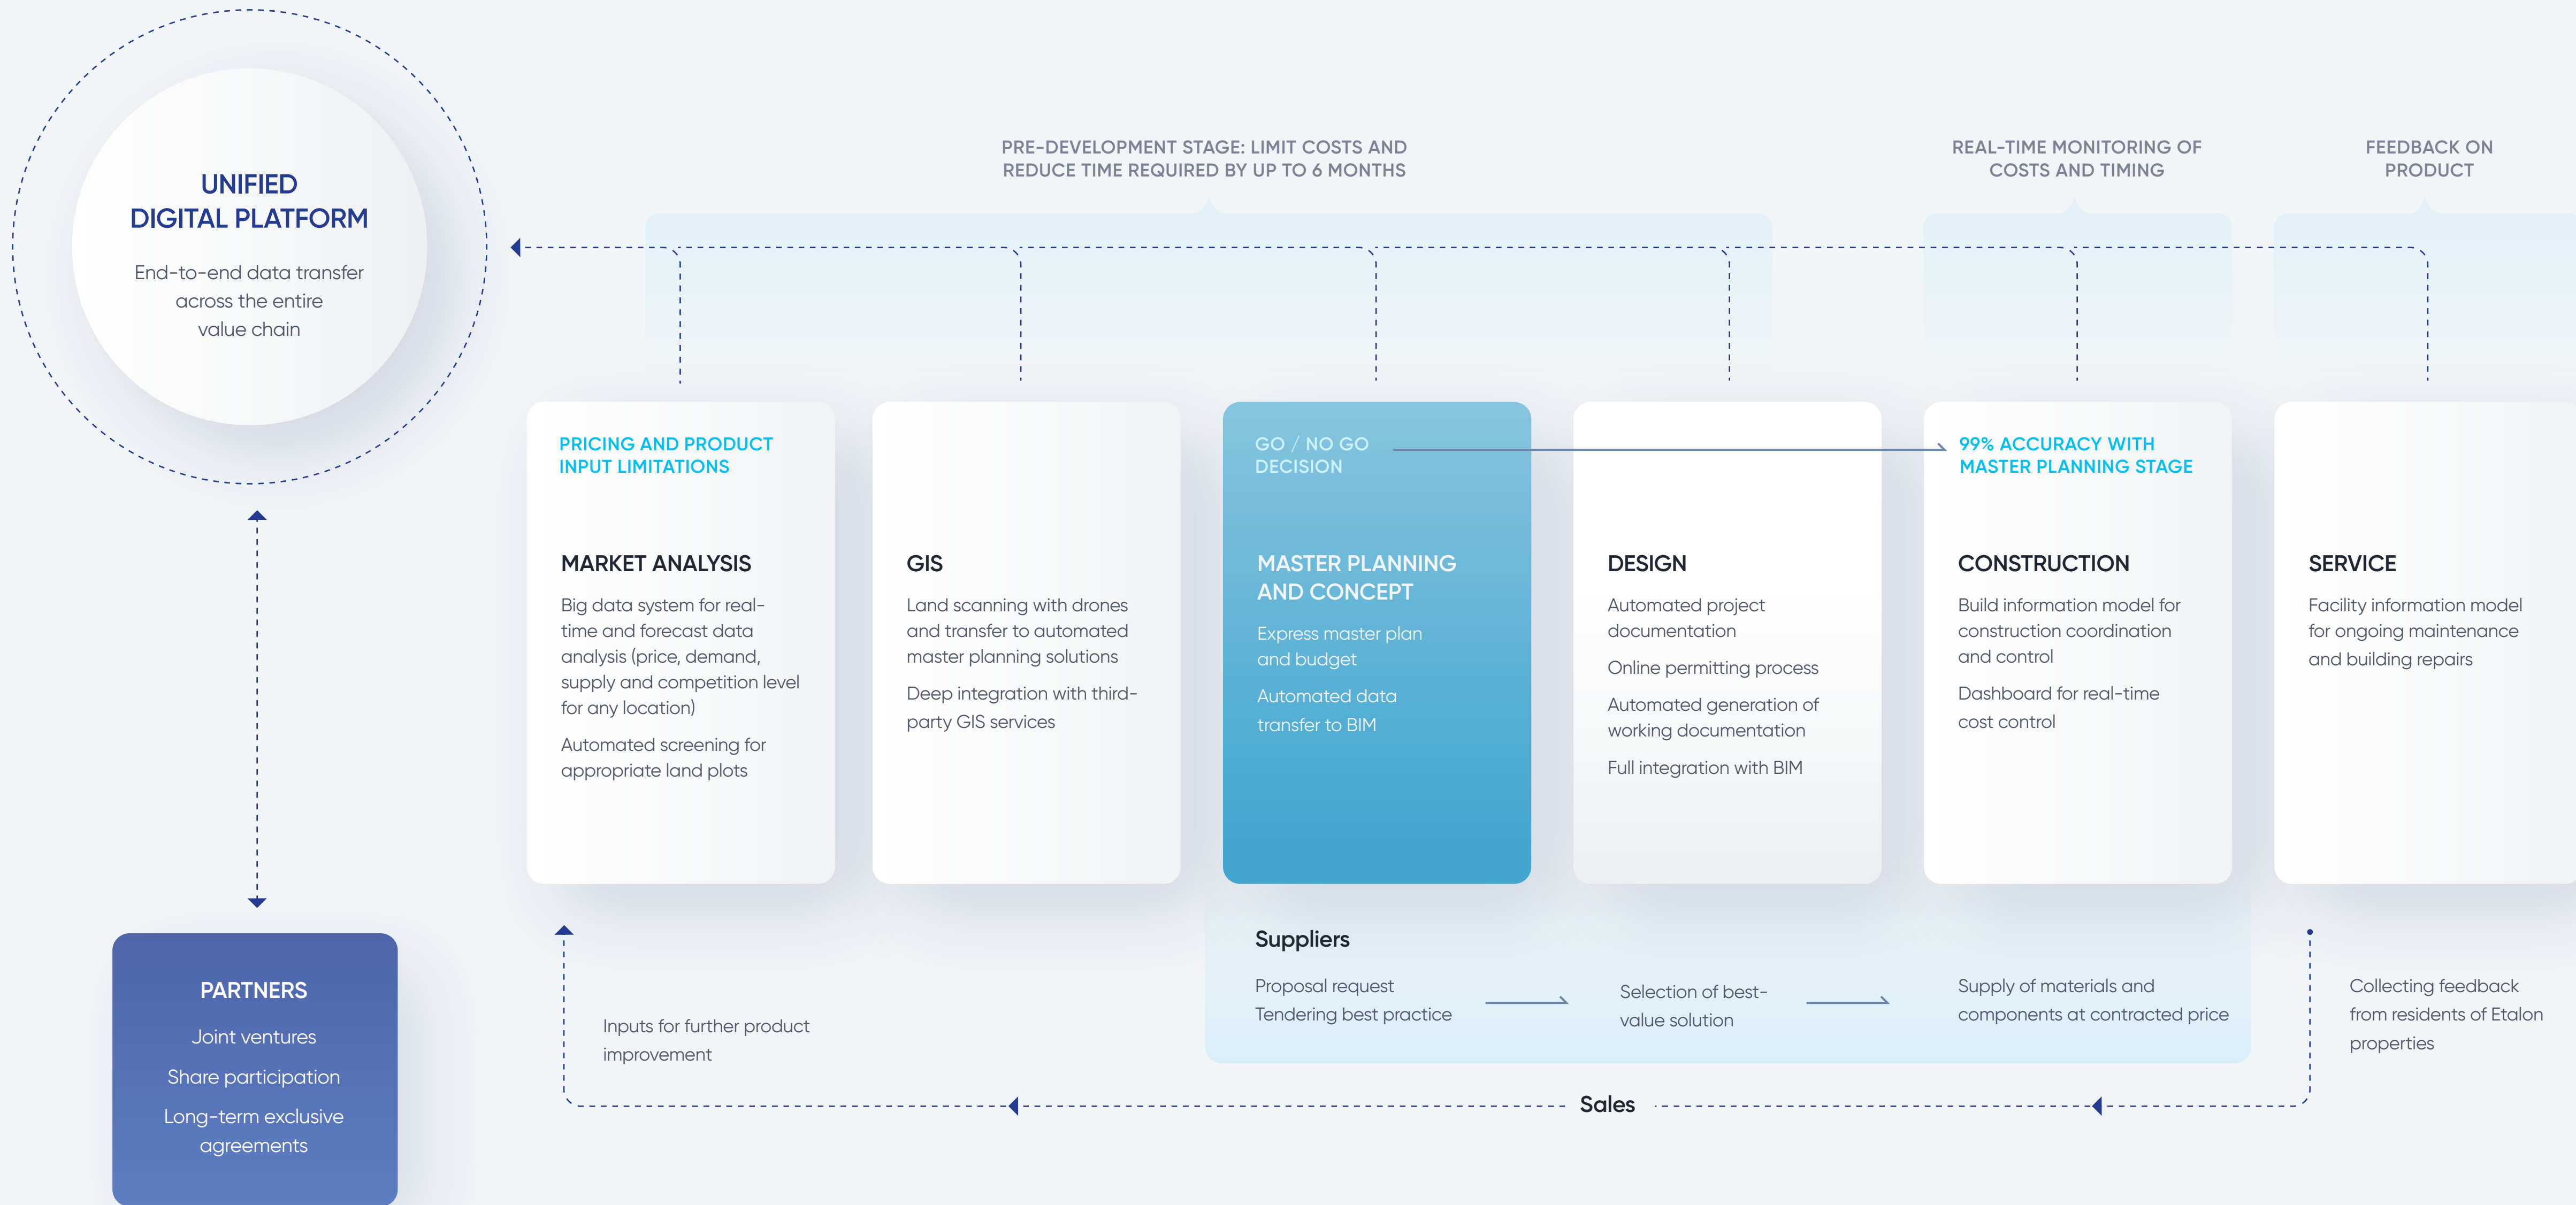 UNIFIED
DIGITAL PLATFORM
End-to-end data transfer
across the entire
value chain
PRE-DEVELOPMENT STAGE: LIMIT COSTS AND
REDUCE TIME REQUIRED BY UP TO 6 MONTHS
REAL-TIME MONITORING OF
COSTS AND TIMING
FEEDBACK ON
PRODUCT
PRICING AND PRODUCT
INPUT LIMITATIONS
MARKET ANALYSIS
Big data system for real-
time and forecast data
analysis (price, demand,
supply and competition level
for any location)
Automated screening for
appropriate land plots
GIS
Land scanning with drones
and transfer to automated
master planning solutions
Deep integration with third-
party GIS services
GO / NO GO
DECISION
MASTER PLANNING
AND CONCEPT
Express master plan
and budget
Automated data
transfer to BIM
DESIGN
Automated project
documentation
Online permitting process
Automated generation of
working documentation
Full integration with BIM
99% ACCURACY WITH
MASTER PLANNING STAGE
CONSTRUCTION
Build information model for
construction coordination
and control
Dashboard for real-time
cost control
SERVICE
Facility information model
for ongoing maintenance
and building repairs
PARTNERS
Joint ventures
Share participation
Long-term exclusive
agreements
Inputs for further product
improvement
Suppliers
Proposal request
Tendering best practice
Selection of best-
value solution
Supply of materials and
components at contracted price
Collecting feedback
from residents of Etalon
properties
Sales